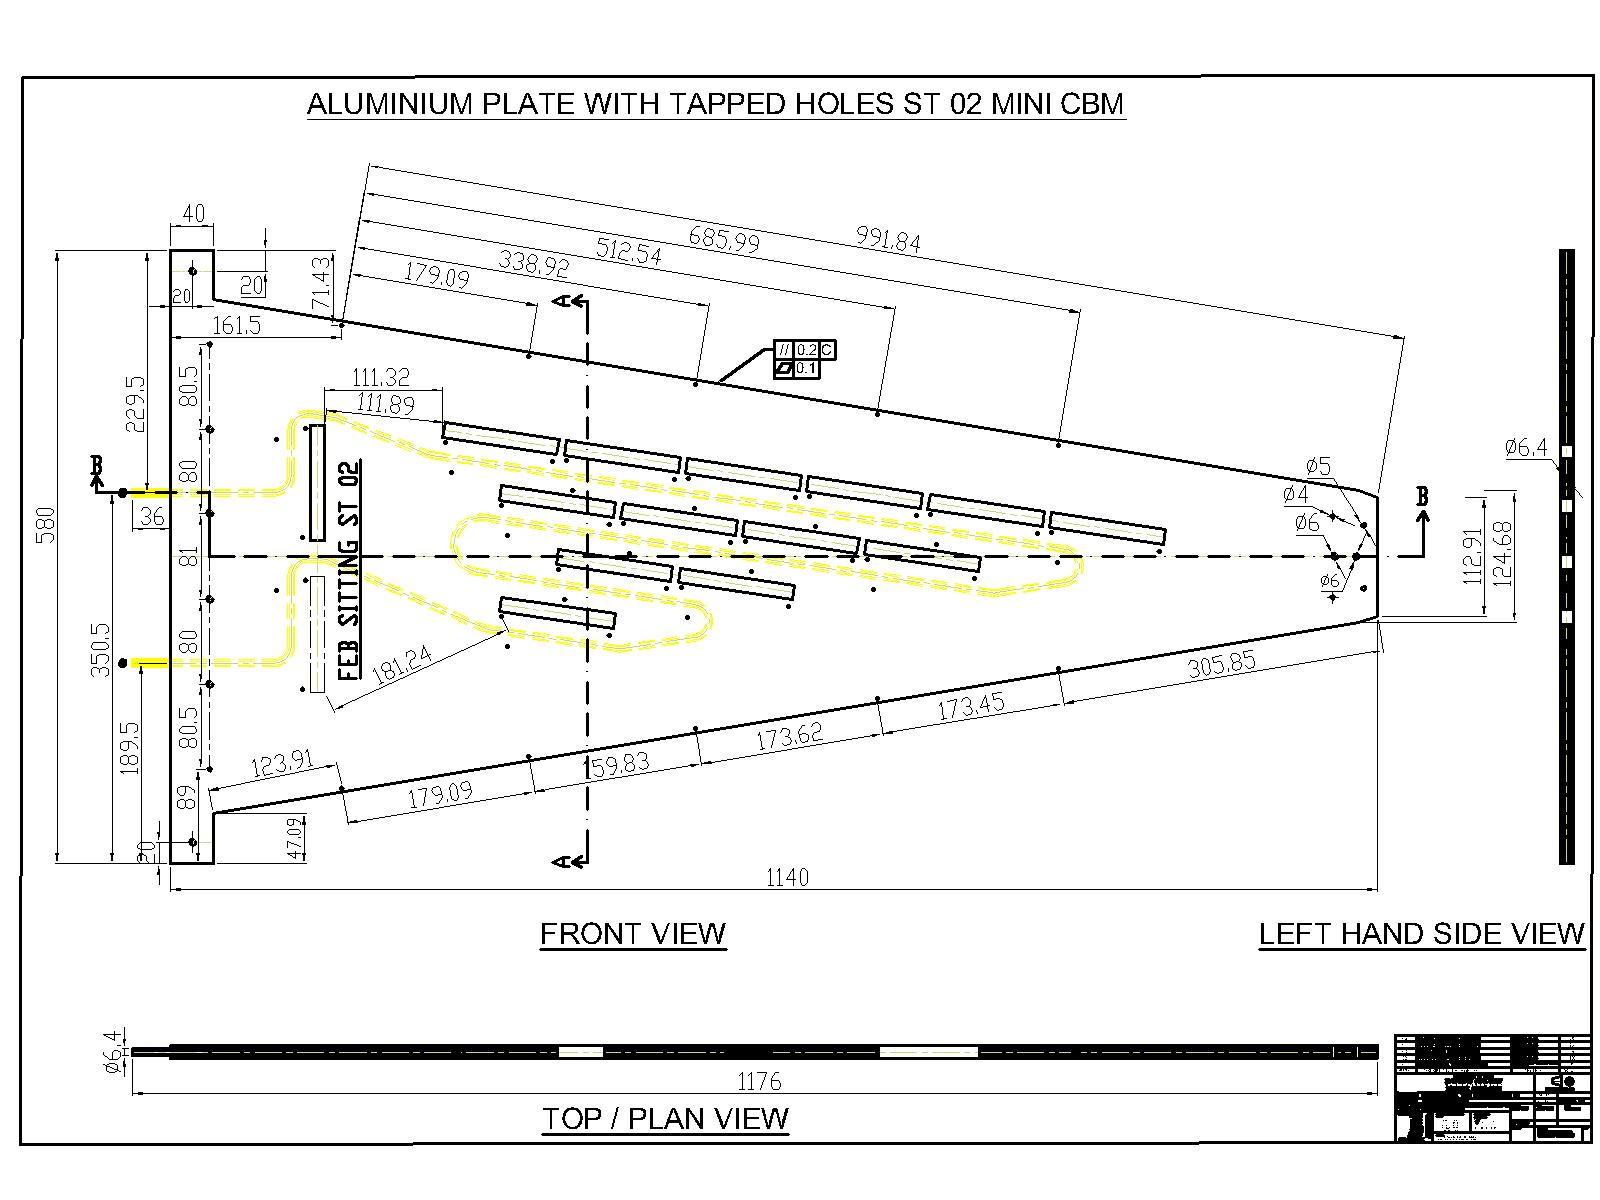 ALUMINIUM PLATE WITH TAPPED HOLES ST 02 MINI CBM
991.84
685.99
512.54
338.92
179.09
40
20
20
71.43
161.5
A
// 0.2 C
0.1
111.32
111.89
229.5
80.5
80
81
80
80.5
89
B
36
580
350.5
189.5
20
FEB SITTING ST 02
181.24
123.91
179.09
159.83
173.62
173.45
305.85
47.09
A
1140
Ø5
Ø4
Ø6
Ø6
B
112.91
124.68
Ø6.4
FRONT VIEW
LEFT HAND SIDE VIEW
Ø6.4
1176
TOP / PLAN VIEW